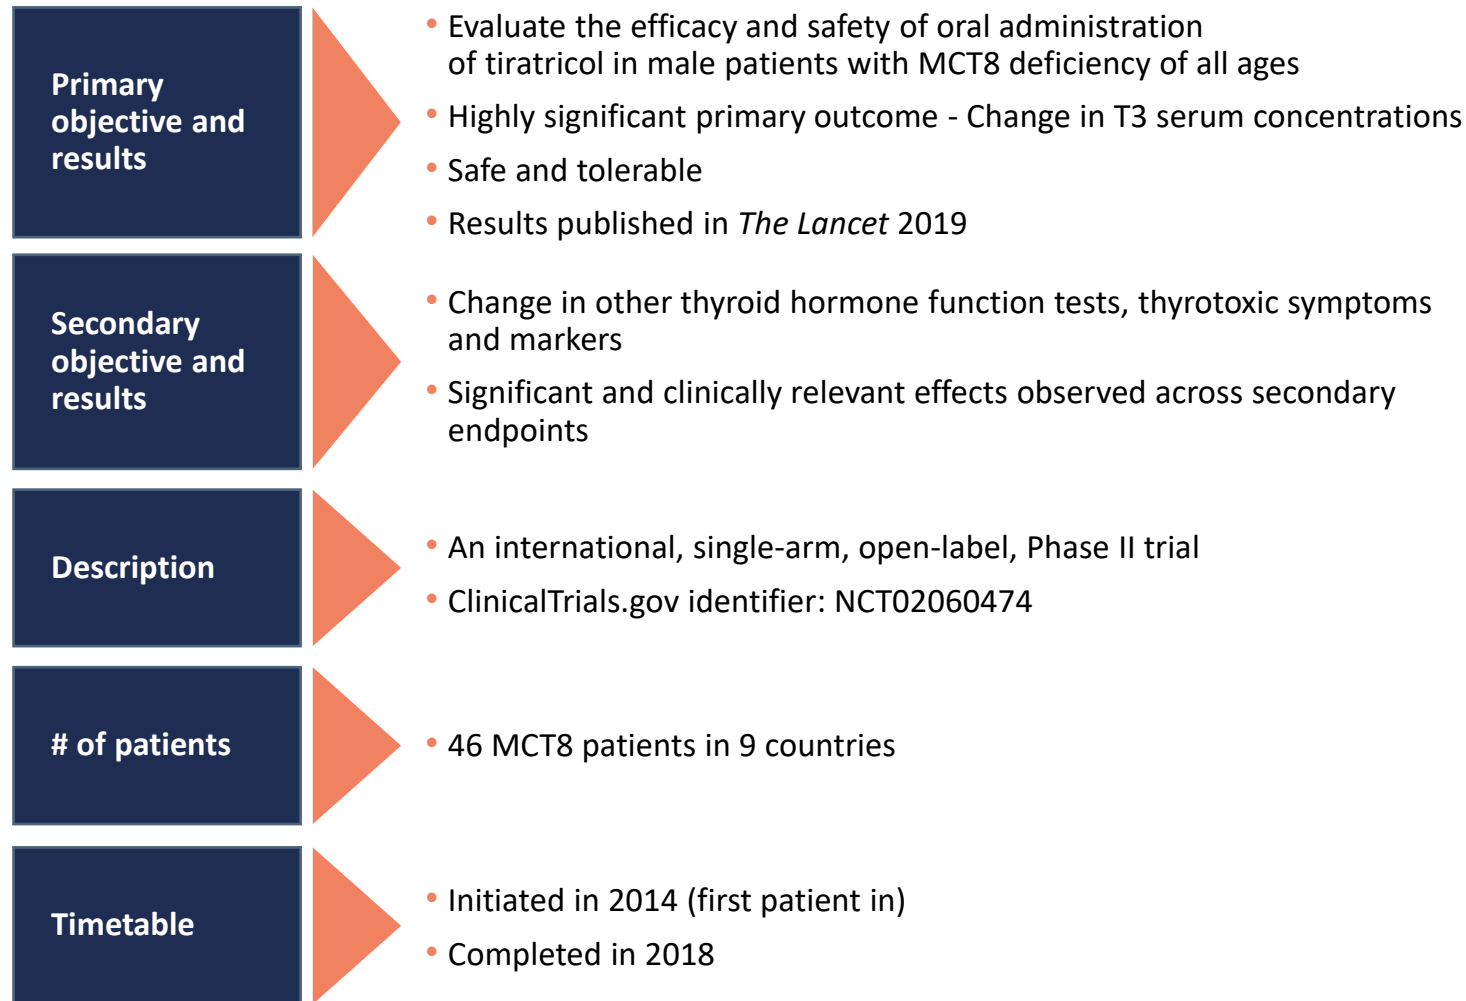 Primary
objective and
results
• Evaluate the efficacy and safety of oral administration
of tiratricol in male patients with MCT8 deficiency of all ages
• Highly significant primary outcome - Change in T3 serum concentrations
• Safe and tolerable
• Results published in The Lancet 2019
Secondary
objective and
results
• Change in other thyroid hormone function tests, thyrotoxic symptoms
and markers
• Significant and clinically relevant effects observed across secondary
endpoints
Description
• An international, single-arm, open-label, Phase II trial
• ClinicalTrials.gov identifier: NCT02060474
# of patients
• 46 MCT8 patients in 9 countries
Timetable
• Initiated in 2014 (first patient in)
• Completed in 2018